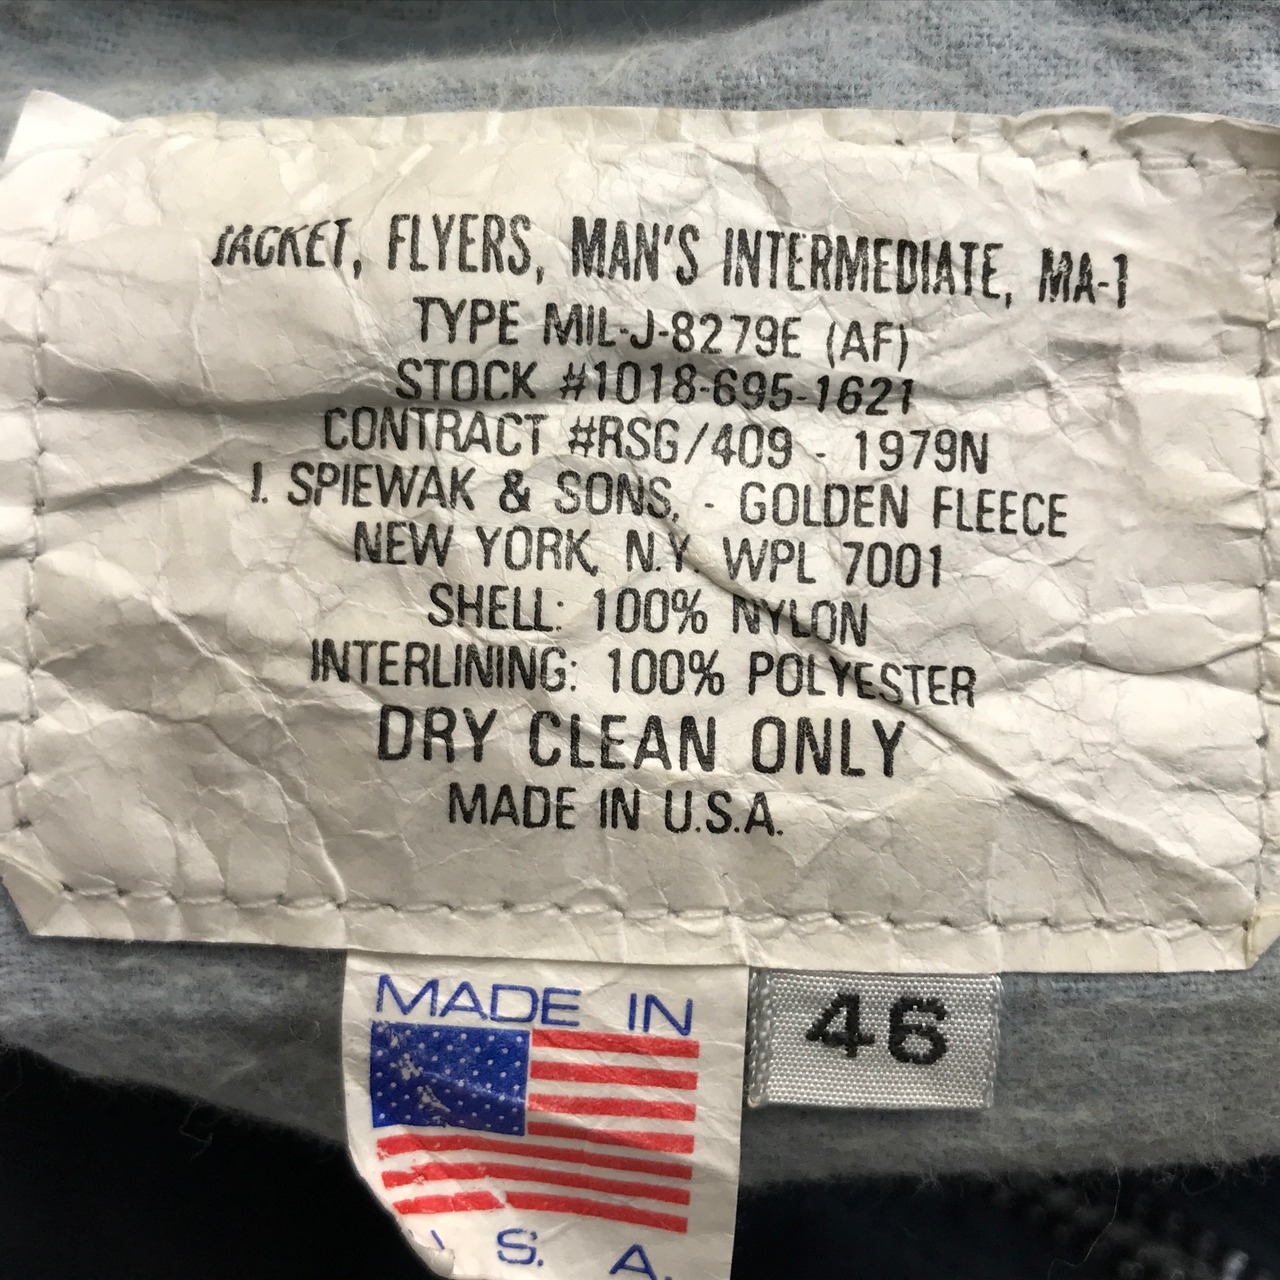 JACKET, FLYERS, MAN'S INTERMEDIATE, MA-1
TYPE MIL-J-8279E (AF)
STOCK #1018-695-1621
CONTRACT #RSG/409 - 1979N
I. SPIEWAK & SONS, - GOLDEN FLEECE
NEW YORK, N.Y. WPL 7001
SHELL: 100% NYLON
INTERLINING: 100% POLYESTER
DRY CLEAN ONLY
MADE IN U.S.A.
MADE IN
S. A.
46